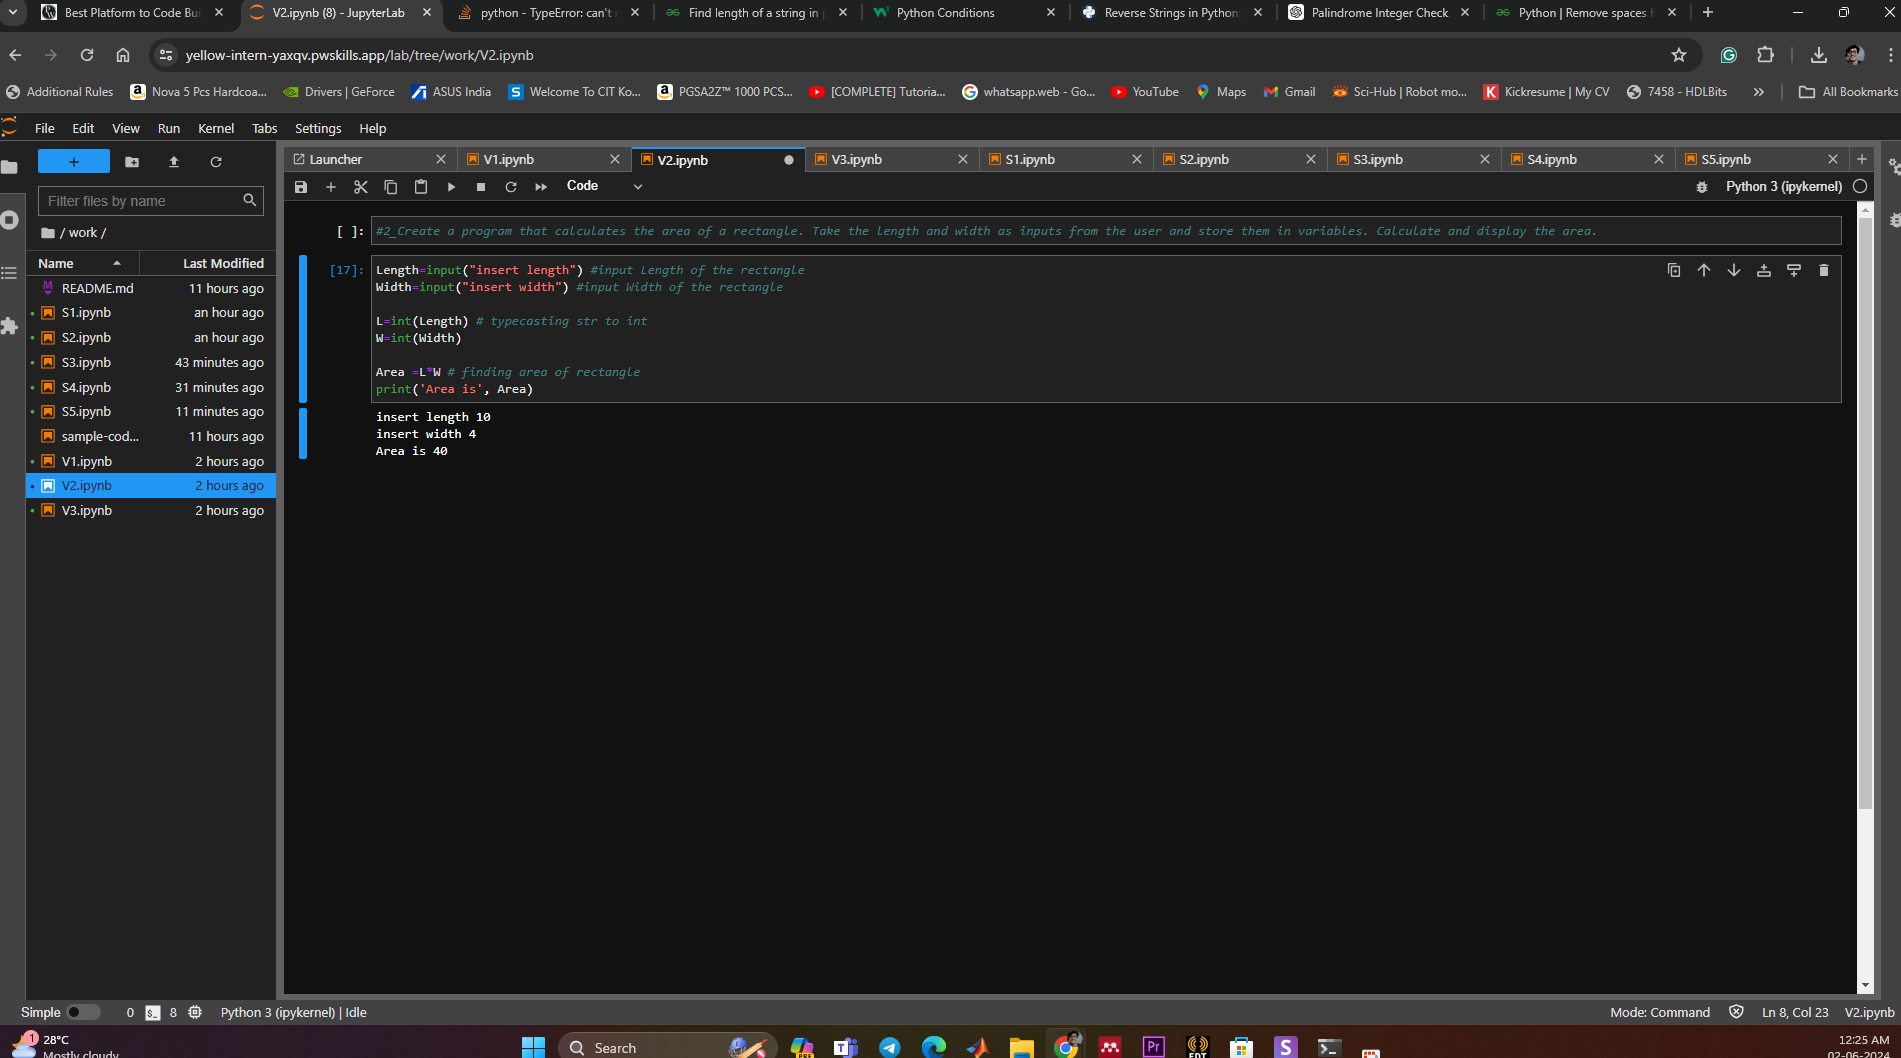 Best Platform to Code Bui
V2.ipynb (8) - JupyterLab
python - TypeError: can't
Find length of a string in
Python Conditions
Reverse Strings in Python:
Palindrome Integer Check
Python | Remove spaces f
yellow-intern-yaxqv.pwskills.app/lab/tree/work/V2.ipynb
Additional Rules
Nova 5 Pcs Hardcoa...
Drivers | GeForce
ASUS India
Welcome To CIT Ko...
PGSA2Z™ 1000 PCS...
[COMPLETE] Tutoria...
whatsapp.web - Go...
YouTube
Maps
Gmail
Sci-Hub | Robot mo...
Kickresume | My CV
7458 - HDLBits
All Bookmarks
File Edit View Run Kernel Tabs Settings Help
Launcher
V1.ipynb
V2.ipynb
V3.ipynb
S1.ipynb
S2.ipynb
S3.ipynb
S4.ipynb
S5.ipynb
Code
Python 3 (ipykernel)
Filter files by name
/ work /
Name Last Modified
README.md 11 hours ago
S1.ipynb an hour ago
S2.ipynb an hour ago
S3.ipynb 43 minutes ago
S4.ipynb 31 minutes ago
S5.ipynb 11 minutes ago
sample-cod... 11 hours ago
V1.ipynb 2 hours ago
V2.ipynb 2 hours ago
V3.ipynb 2 hours ago
[ ]: #2_Create a program that calculates the area of a rectangle. Take the length and width as inputs from the user and store them in variables. Calculate and display the area.
[17]: Length=input("insert length") #input Length of the rectangle
Width=input("insert width") #input Width of the rectangle
L=int(Length) # typecasting str to int
W=int(Width)
Area =L*W # finding area of rectangle
print('Area is', Area)
insert length 10
insert width 4
Area is 40
Simple 0 8 Python 3 (ipykernel) | Idle
Mode: Command Ln 8, Col 23 V2.ipynb
1
28°C
Mostly cloudy
Search
PRE
Pr
EDT
S
12:25 AM
02-06-2024